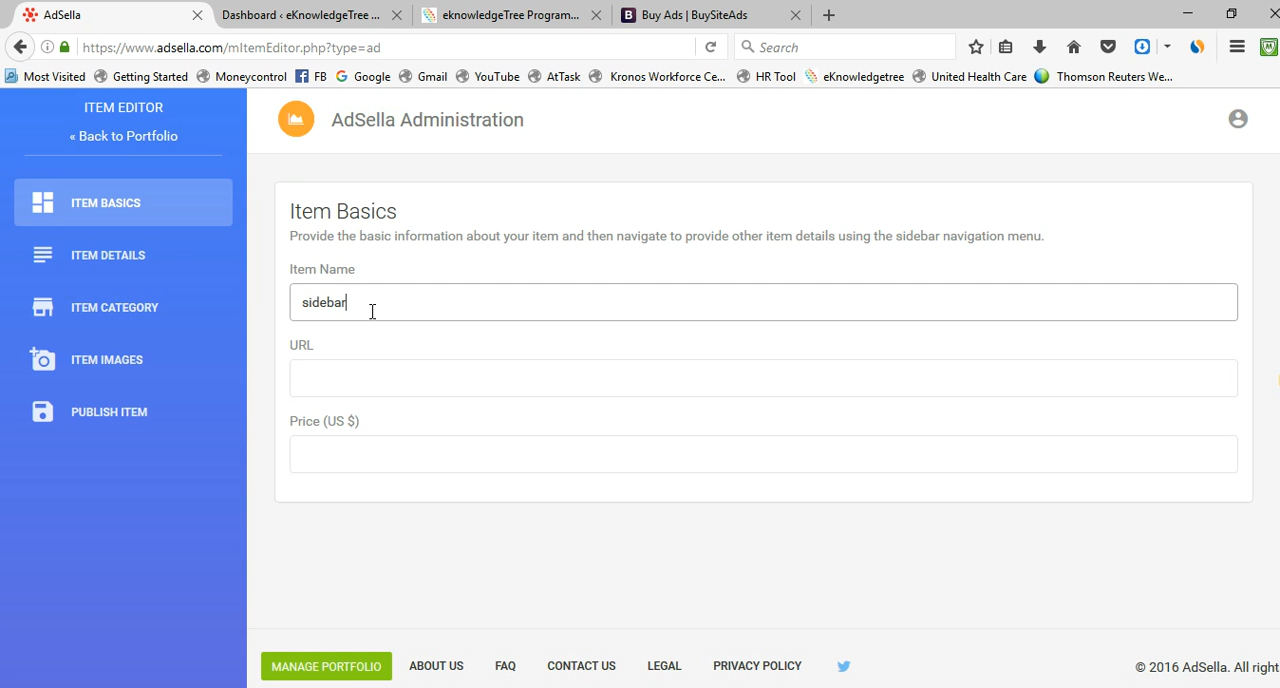 AdSella
Dashboard ‹ eKnowledgeTree ...
eknowledgeTree Program...
B Buy Ads | BuySiteAds
https://www.adsella.com/mItemEditor.php?type=ad
Search
Most Visited Getting Started Moneycontrol FB Google Gmail YouTube AtTask Kronos Workforce Ce... HR Tool eKnowledgetree United Health Care Thomson Reuters We...
ITEM EDITOR
« Back to Portfolio
ITEM BASICS
ITEM DETAILS
ITEM CATEGORY
ITEM IMAGES
PUBLISH ITEM
AdSella Administration
Item Basics
Provide the basic information about your item and then navigate to provide other item details using the sidebar navigation menu.
Item Name
sidebar
URL
Price (US $)
MANAGE PORTFOLIO ABOUT US FAQ CONTACT US LEGAL PRIVACY POLICY
© 2016 AdSella. All right